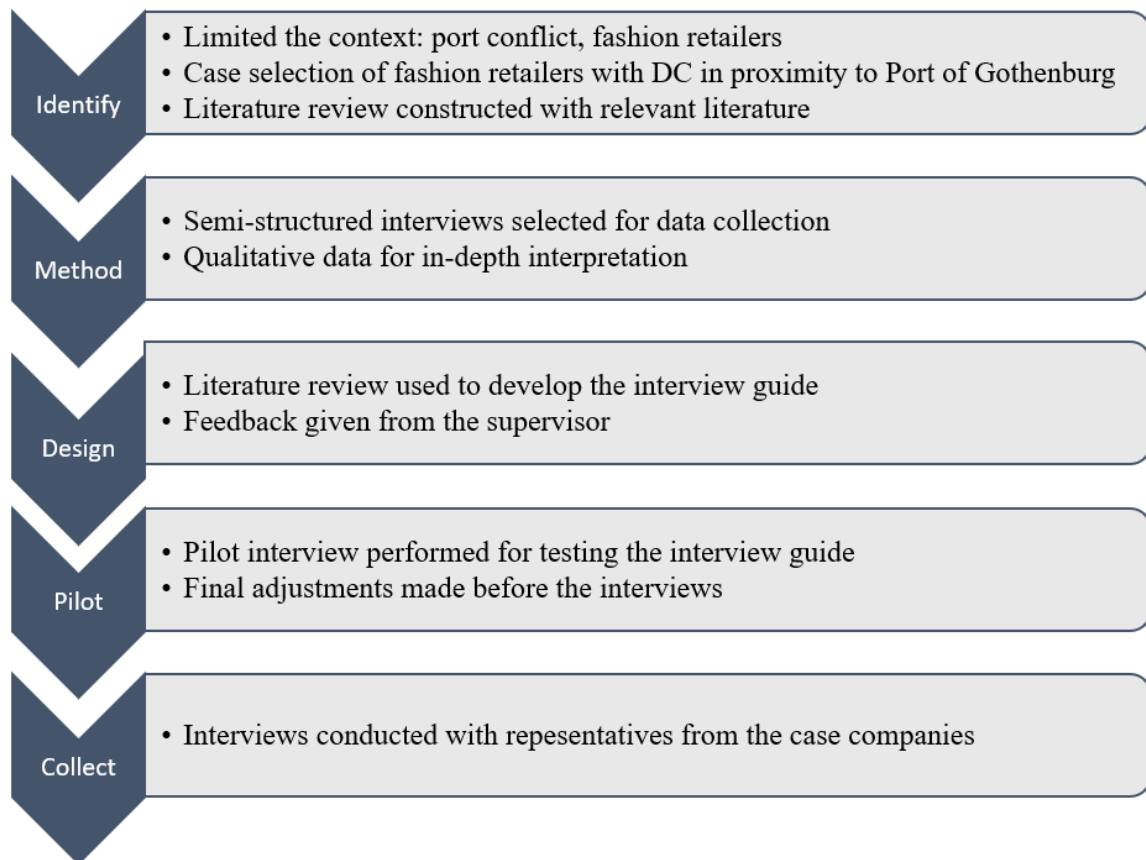 Identify
• Limited the context: port conflict, fashion retailers
• Case selection of fashion retailers with DC in proximity to Port of Gothenburg
• Literature review constructed with relevant literature
Method
• Semi-structured interviews selected for data collection
• Qualitative data for in-depth interpretation
Design
• Literature review used to develop the interview guide
• Feedback given from the supervisor
Pilot
• Pilot interview performed for testing the interview guide
• Final adjustments made before the interviews
Collect
• Interviews conducted with repesentatives from the case companies